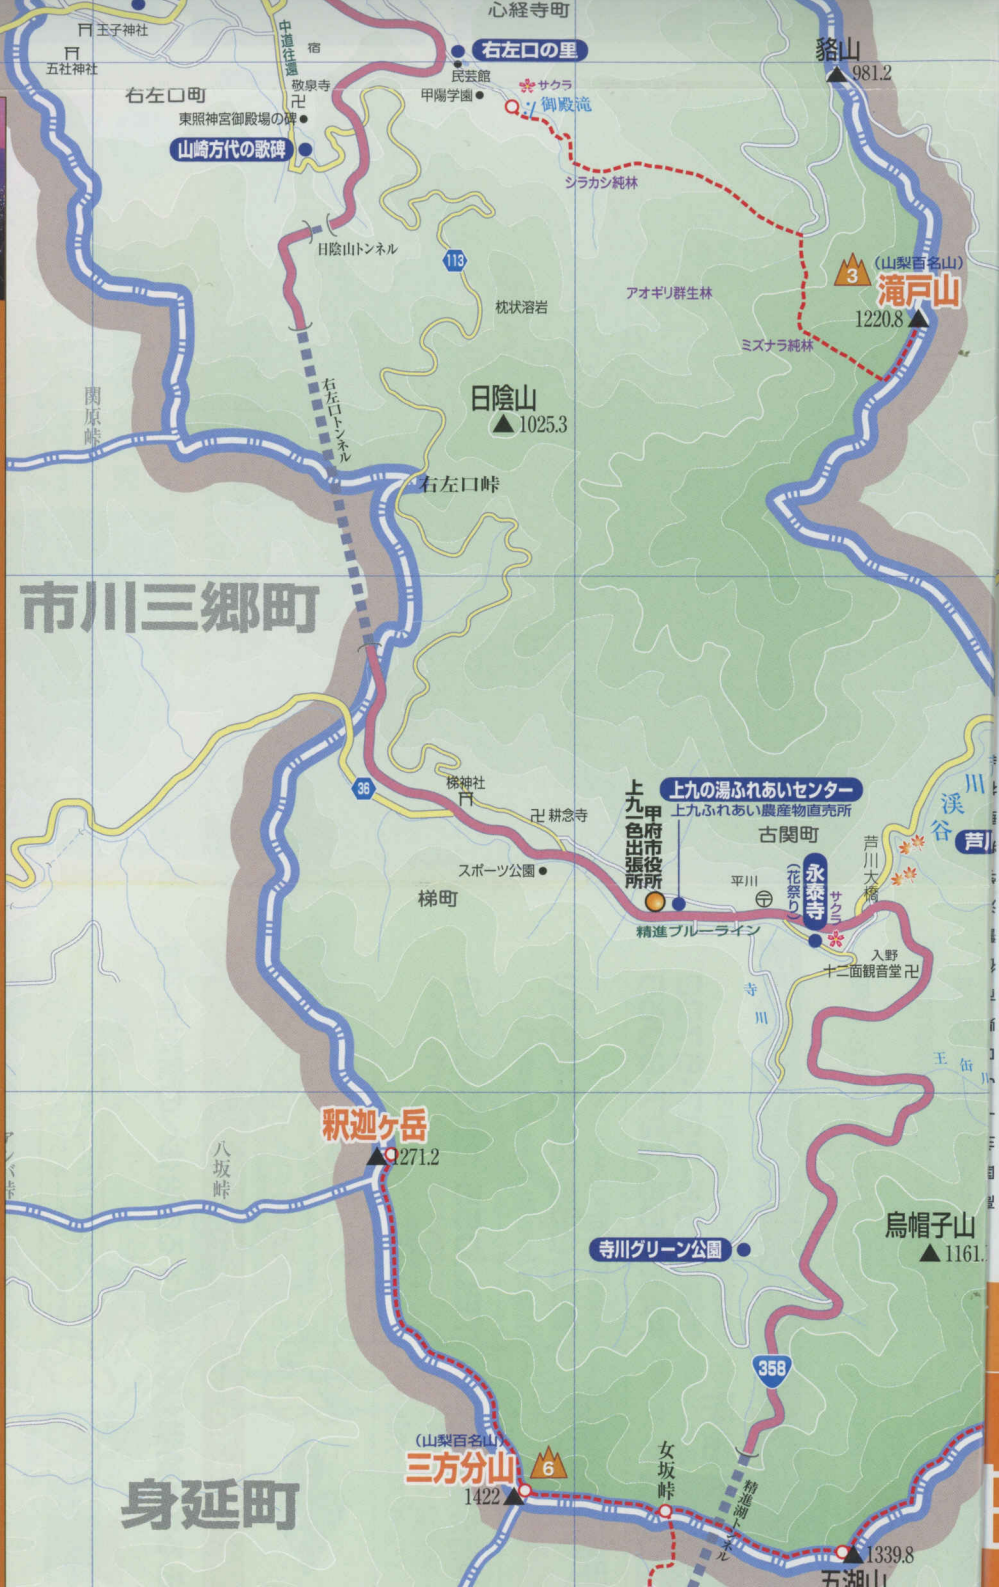 心経寺町
王子神社
五社神社
中道往還
宿
右左口の里
民芸館
甲陽学園
サクラ
御殿滝
右左口町
敬泉寺
東照神宮御殿場の碑
山崎方代の歌碑
貉山
981.2
シラカシ純林
日陰山トンネル
113
枕状溶岩
アオギリ群生林
3
(山梨百名山)
滝戸山
1220.8
ミズナラ純林
関原峠
右左口トンネル
日陰山
1025.3
右左口峠
市川三郷町
36
梯神社
耕念寺
スポーツ公園
梯町
上九一色出張所
甲府市役所
上九の湯ふれあいセンター
上九ふれあい農産物直売所
古関町
平川
永泰寺
(花祭り)
サクラ
芦川大橋
川
渓
谷
精進ブルーライン
入野
十二面観音堂
寺川
釈迦ヶ岳
1271.2
八坂峠
烏帽子山
1161.
寺川グリーン公園
358
(山梨百名山)
三方分山
6
1422
身延町
女坂峠
精進湖トンネル
1339.8
五湖山